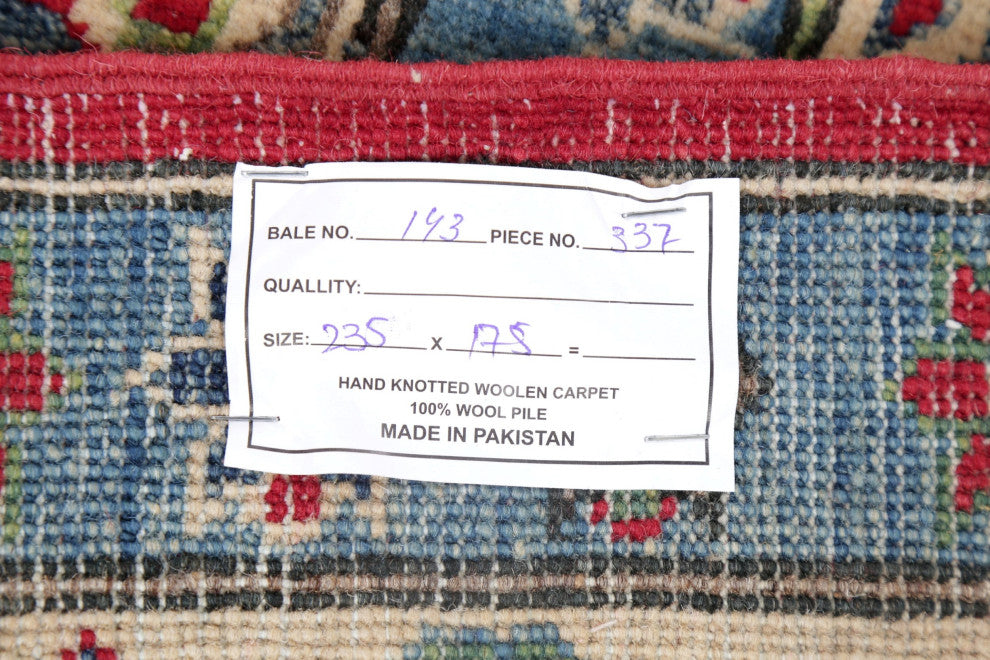 BALE NO. 193 PIECE NO. 337
QUALLITY:
SIZE: 235 X 175 =
HAND KNOTTED WOOLEN CARPET
100% WOOL PILE
MADE IN PAKISTAN